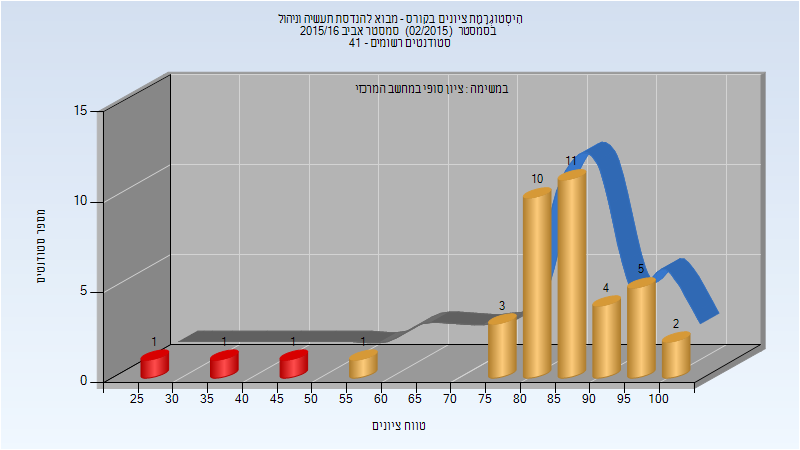 הִיסְטוֹגְרָמַת ציונים בקורס - מבוא להנדסת תעשיה וניהול
בסמסטר (02/2015) סמסטר אביב 2015/16
סטודנטים רשומים - 41
במשימה : ציון סופי במחשב המרכזי
מספר סטודנטים
15
10
5
0
1 1 1 1 3 10 11 4 5 2
25 30 35 40 45 50 55 60 65 70 75 80 85 90 95 100
טווח ציונים